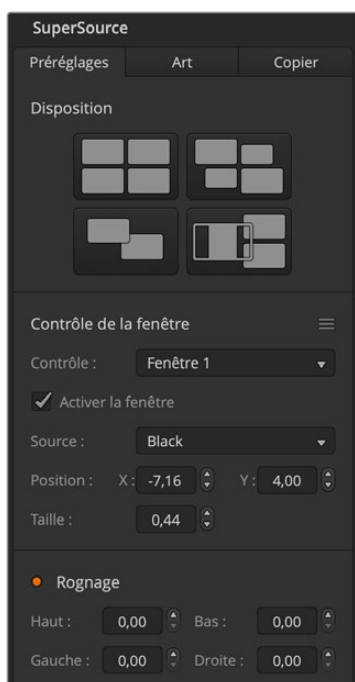 SuperSource
Préréglages Art Copier
Disposition
Contrôle de la fenêtre
Contrôle : Fenêtre 1
Activer la fenêtre
Source : Black
Position : X : -7,16 Y : 4,00
Taille : 0,44
Rognage
Haut : 0,00 Bas : 0,00
Gauche : 0,00 Droite : 0,00